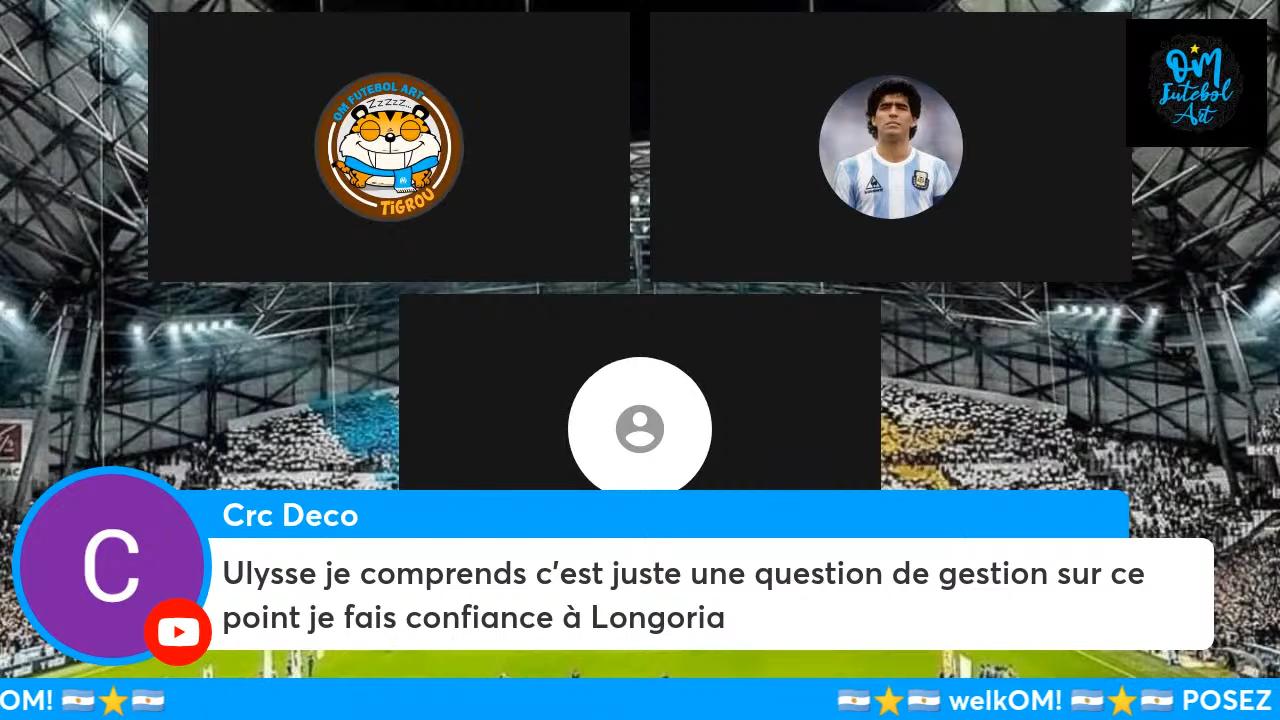 OM FUTEBOL ART
Zzzzz...
TiGROU
OM
Futebol
Art
Crc Deco
C
Ulysse je comprends c'est juste une question de gestion sur ce
point je fais confiance à Longoria
OM! 🇦🇷⭐🇦🇷 🇦🇷⭐🇦🇷 welkOM! 🇦🇷⭐🇦🇷 POSEZ